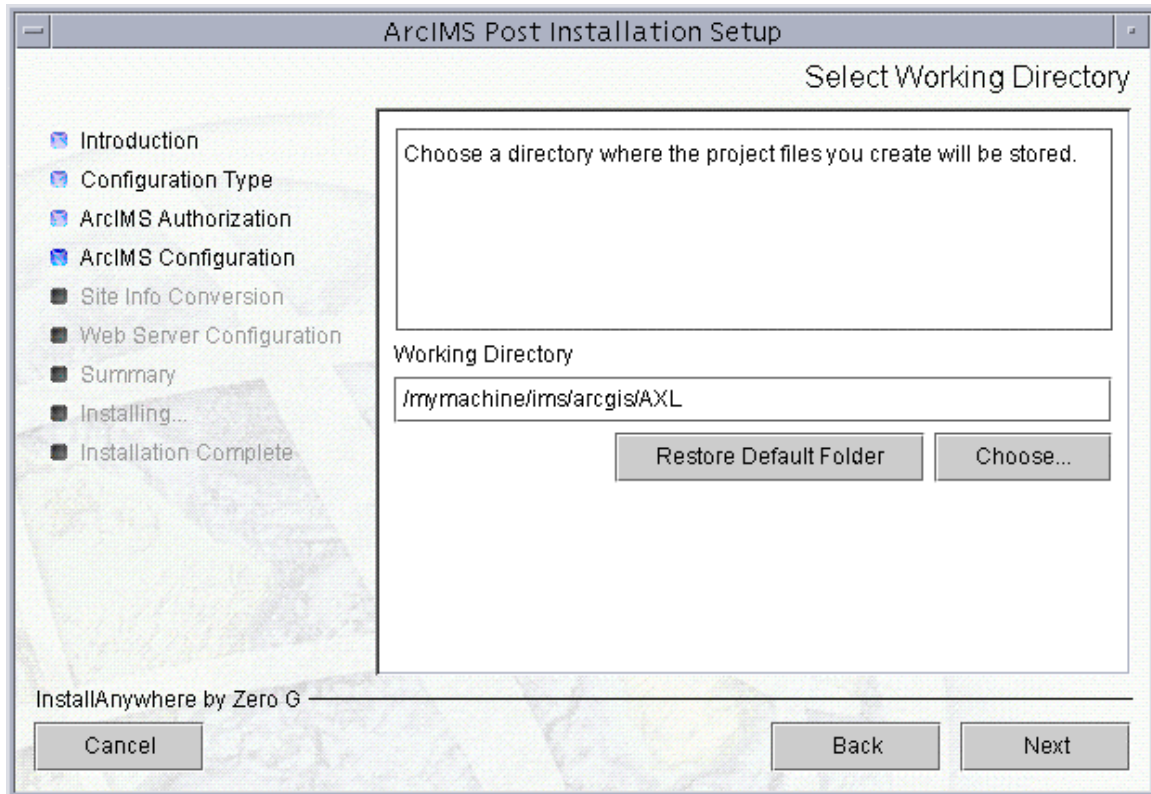 ArcIMS Post Installation Setup
Select Working Directory
Introduction
Configuration Type
ArcIMS Authorization
ArcIMS Configuration
Site Info Conversion
Web Server Configuration
Summary
Installing...
Installation Complete
Choose a directory where the project files you create will be stored.
Working Directory
/mymachine/ims/arcgis/AXL
Restore Default Folder
Choose...
InstallAnywhere by Zero G
Cancel
Back
Next